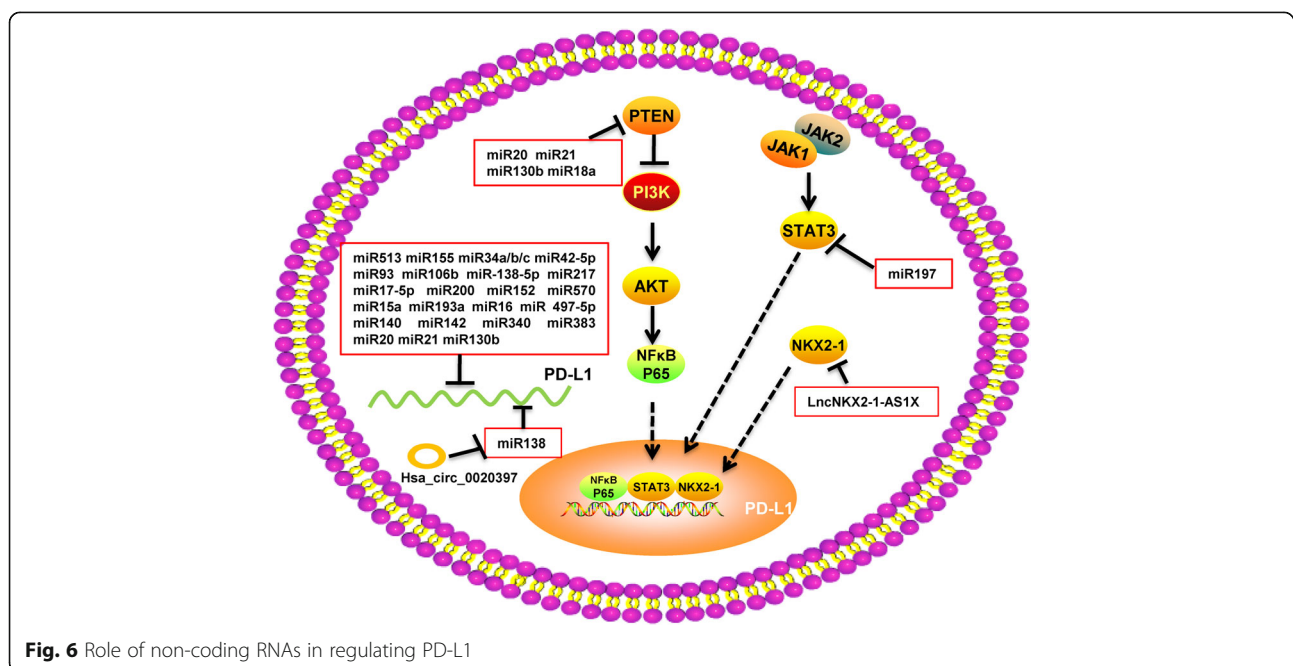 PTEN
miR20 miR21
miR130b miR18a
PI3K
JAK2
JAK1
STAT3
miR197
miR513 miR155 miR34a/b/c miR42-5p
miR93 miR106b miR-138-5p miR217
miR17-5p miR200 miR152 miR570
miR15a miR193a miR16 miR 497-5p
miR140 miR142 miR340 miR383
miR20 miR21 miR130b
AKT
NFκB
P65
NKX2-1
LncNKX2-1-AS1X
PD-L1
miR138
Hsa_circ_0020397
NFκB
P65
STAT3
NKX2-1
PD-L1
Fig. 6 Role of non-coding RNAs in regulating PD-L1